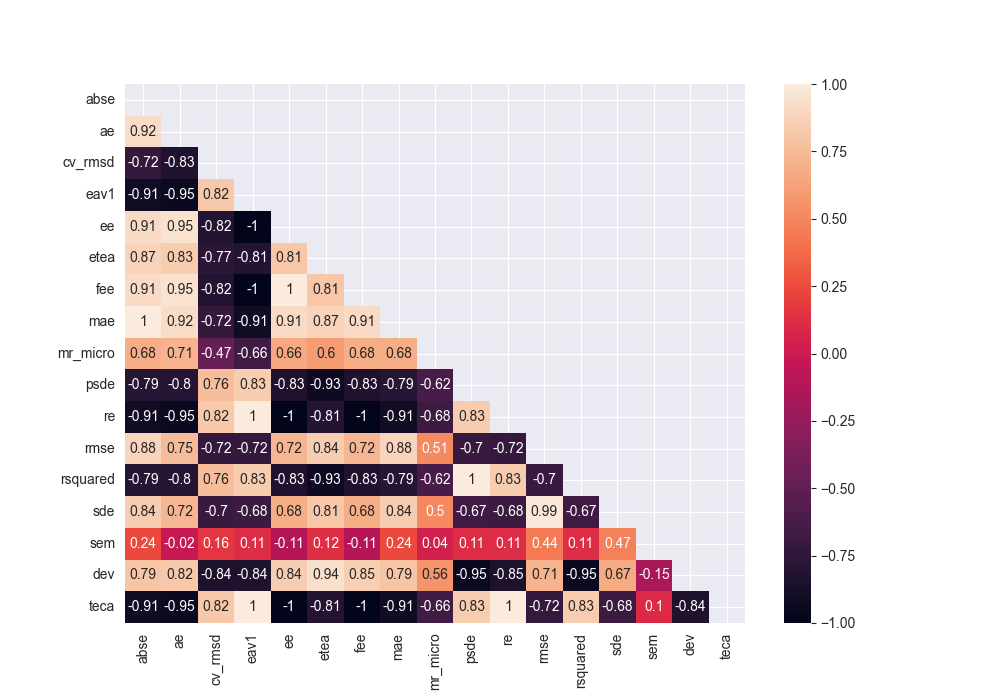 abse
ae 0.92
cv_rmsd -0.72 -0.83
eav1 -0.91 -0.95 0.82
ee 0.91 0.95 -0.82 -1
etea 0.87 0.83 -0.77 -0.81 0.81
fee 0.91 0.95 -0.82 -1 1 0.81
mae 1 0.92 -0.72 -0.91 0.91 0.87 0.91
mr_micro 0.68 0.71 -0.47 -0.66 0.66 0.6 0.68 0.68
psde -0.79 -0.8 0.76 0.83 -0.83 -0.93 -0.83 -0.79 -0.62
re -0.91 -0.95 0.82 1 -1 -0.81 -1 -0.91 -0.68 0.83
rmse 0.88 0.75 -0.72 -0.72 0.72 0.84 0.72 0.88 0.51 -0.7 -0.72
rsquared -0.79 -0.8 0.76 0.83 -0.83 -0.93 -0.83 -0.79 -0.62 1 0.83 -0.7
sde 0.84 0.72 -0.7 -0.68 0.68 0.81 0.68 0.84 0.5 -0.67 -0.68 0.99 -0.67
sem 0.24 -0.02 0.16 0.11 -0.11 0.12 -0.11 0.24 0.04 0.11 0.11 0.44 0.11 0.47
dev 0.79 0.82 -0.84 -0.84 0.84 0.94 0.85 0.79 0.56 -0.95 -0.85 0.71 -0.95 0.67 -0.15
teca -0.91 -0.95 0.82 1 -1 -0.81 -1 -0.91 -0.66 0.83 1 -0.72 0.83 -0.68 0.1 -0.84
abse ae cv_rmsd eav1 ee etea fee mae mr_micro psde re rmse rsquared sde sem dev teca
1.00
0.75
0.50
0.25
0.00
−0.25
−0.50
−0.75
−1.00